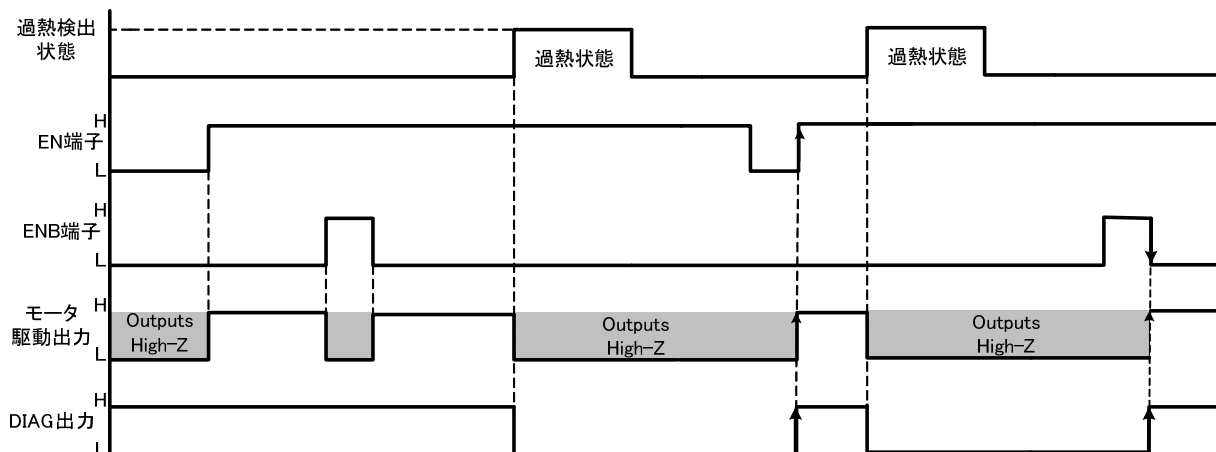 過熱検出
状態
過熱状態
過熱状態
H
EN端子
L
H
ENB端子
L
H
モータ
駆動出力
L
Outputs
High-Z
Outputs
High-Z
Outputs
High-Z
H
DIAG出力
L